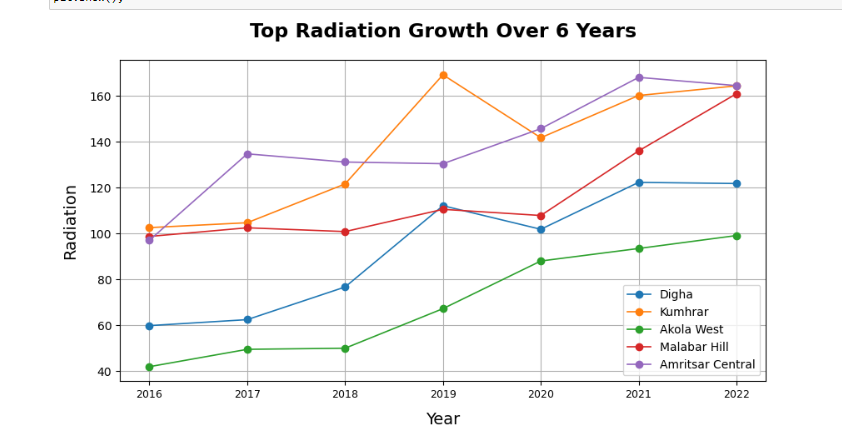 Top Radiation Growth Over 6 Years
Radiation
160
140
120
100
80
60
40
2016 2017 2018 2019 2020 2021 2022
Year
Digha
Kumhrar
Akola West
Malabar Hill
Amritsar Central